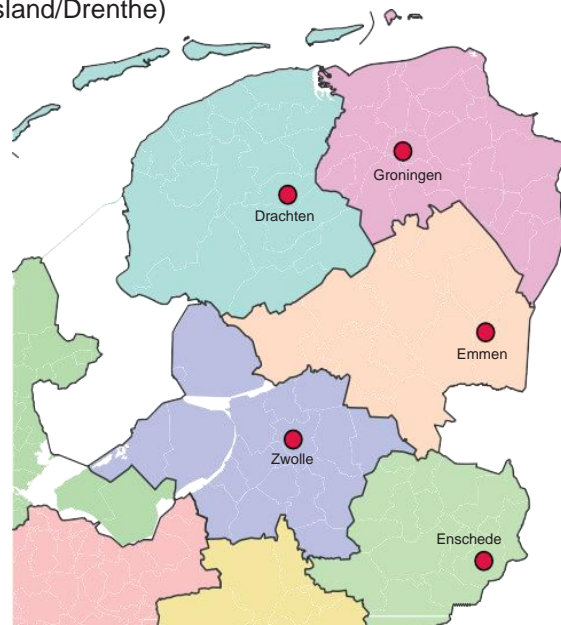 sland/Drenthe)
Groningen
Drachten
Emmen
Zwolle
Enschede